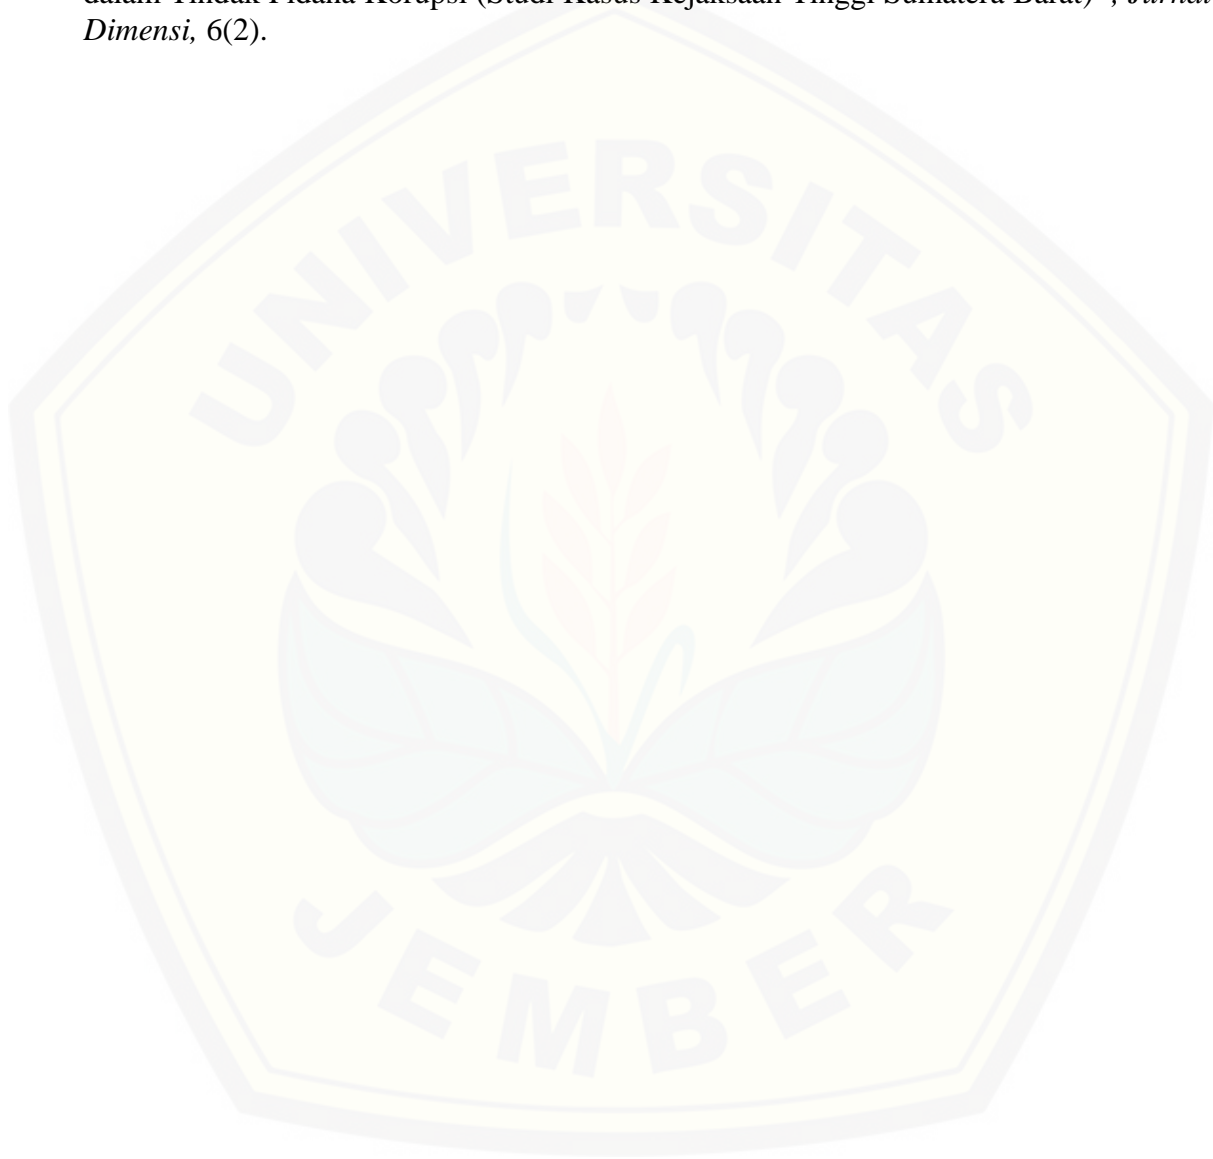 dalam Tindak Pidana Korupsi (Studi Kasus Kejaksaan Tinggi Sumatera Barat)”, Jurnal
Dimensi, 6(2).
UNIVERSITAS
JEMBER